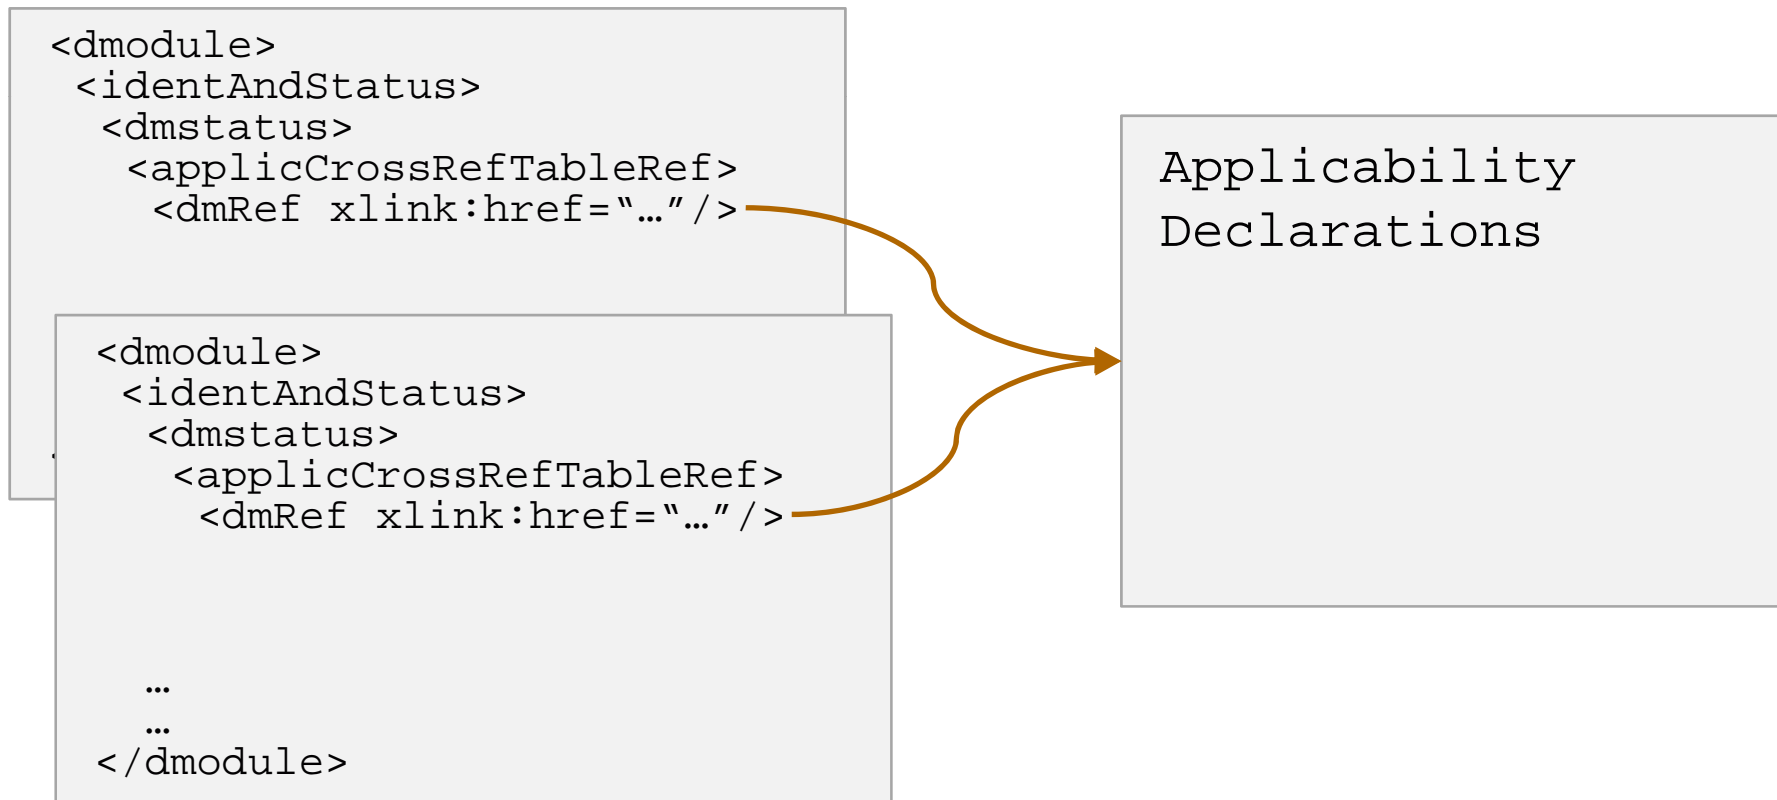 <dmodule>
<identAndStatus>
<dmstatus>
<applicCrossRefTableRef>
<dmRef xlink:href=“…”/>
<dmodule>
<identAndStatus>
<dmstatus>
<applicCrossRefTableRef>
<dmRef xlink:href=“…”/>
…
…
</dmodule>
Applicability
Declarations